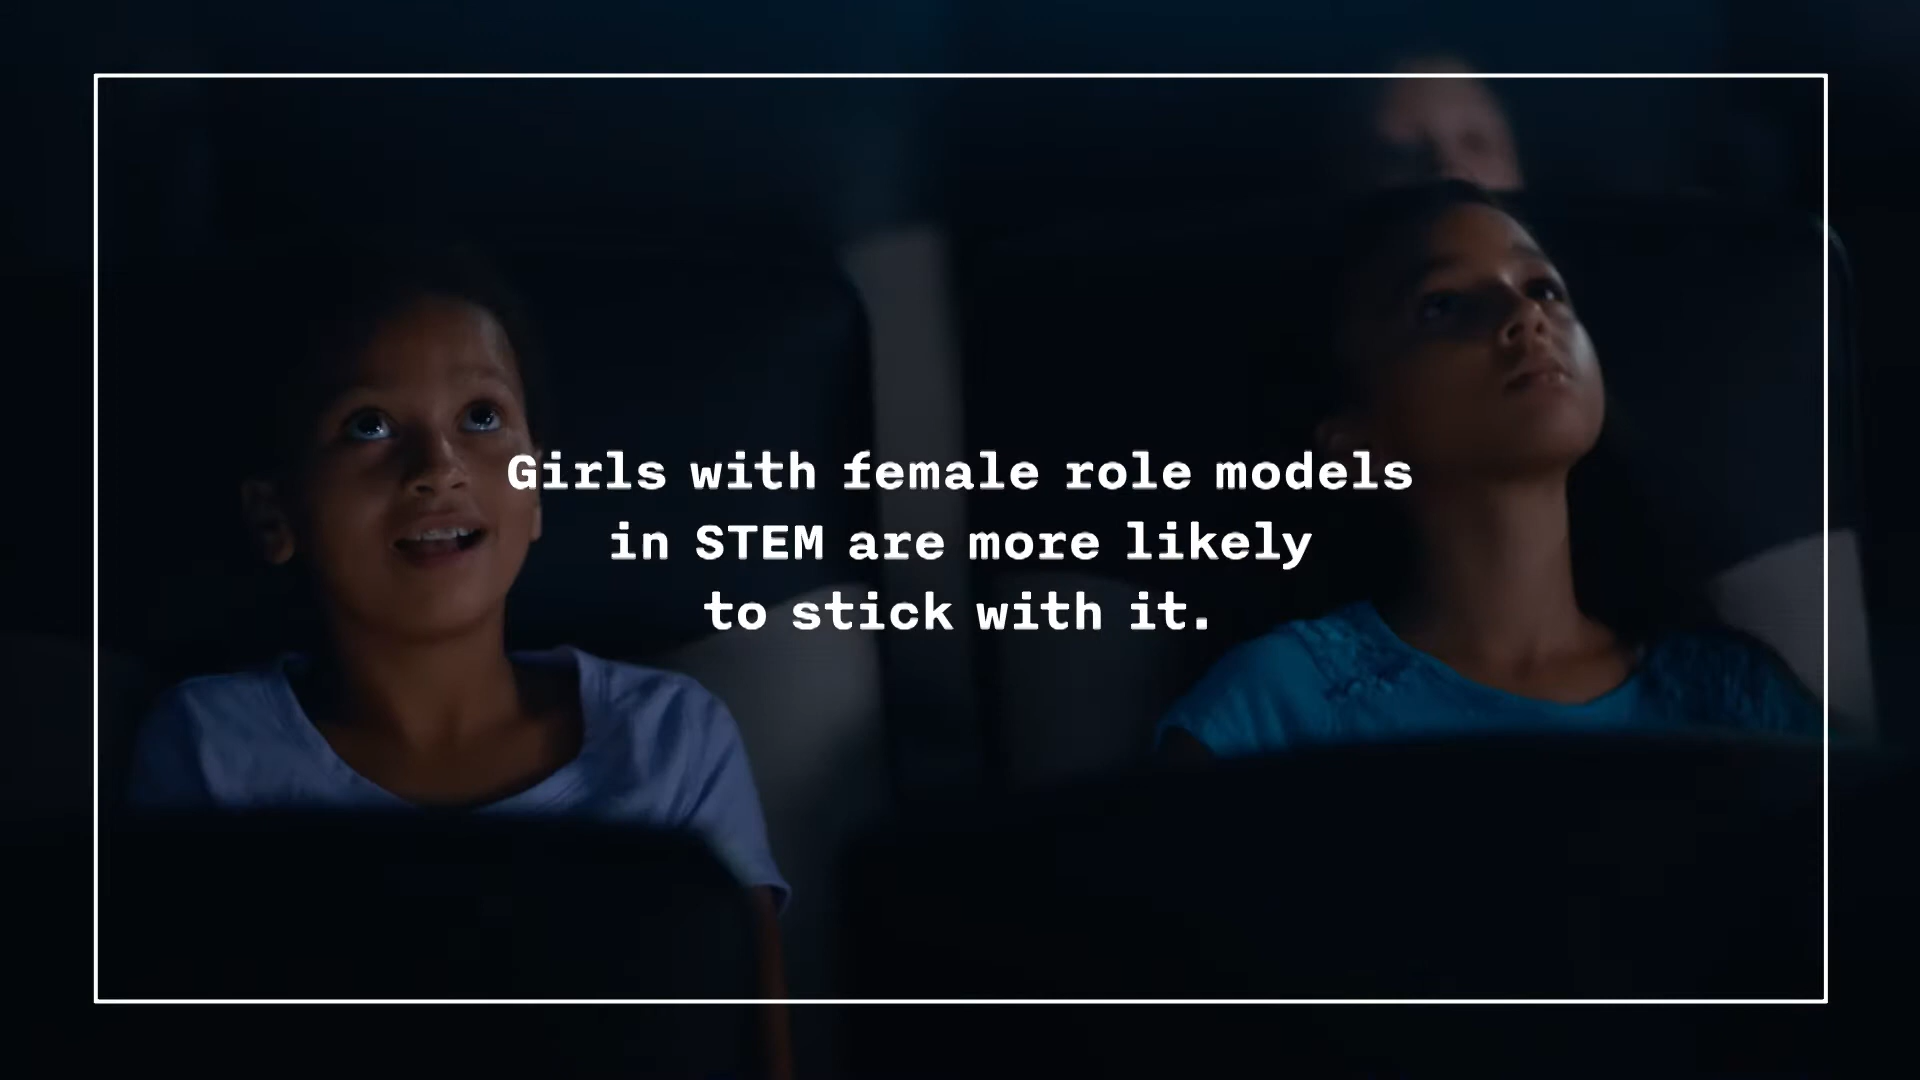 Girls with female role models
in STEM are more likely
to stick with it.